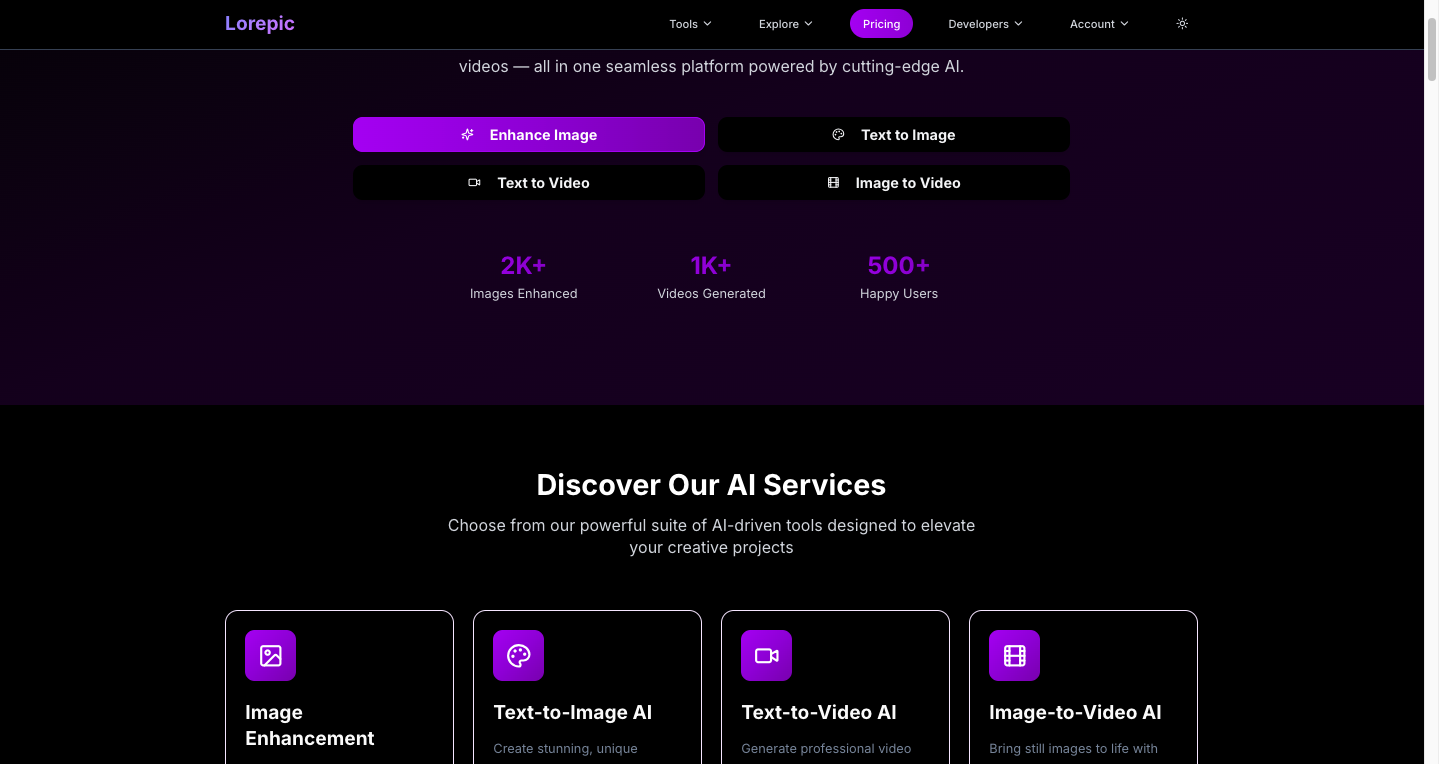 Lorepic
Tools
Explore
Pricing
Developers
Account
videos — all in one seamless platform powered by cutting-edge AI.
Enhance Image
Text to Image
Text to Video
Image to Video
2K+
1K+
500+
Images Enhanced
Videos Generated
Happy Users
Discover Our AI Services
Choose from our powerful suite of AI-driven tools designed to elevate
your creative projects
Image
Enhancement
Text-to-Image AI
Create stunning, unique
Text-to-Video AI
Generate professional video
Image-to-Video AI
Bring still images to life with